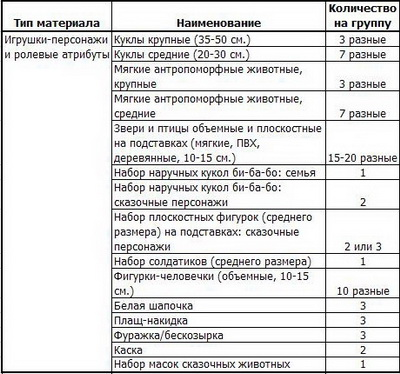 Тип материала Наименование Количество
на группу
Игрушки-персонажи Куклы крупные (35-50 см.) 3 разные
и ролевые атрибуты Куклы средние (20-30 см.) 7 разные
Мягкие антропоморфные животные,
крупные 3 разные
Мягкие антропоморфные животные,
средние 7 разные
Звери и птицы объемные и плоскостные
на подставках (мягкие, ПВХ,
деревянные, 10-15 см.) 15-20 разные
Набор наручных кукол би-ба-бо: семья 1
Набор наручных кукол би-ба-бо:
сказочные персонажи 2
Набор плоскостных фигурок (среднего
размера) на подставках: сказочные
персонажи 2 или 3
Набор солдатиков (среднего размера) 1
Фигурки-человечки (объемные, 10-15
см.) 10 разные
Белая шапочка 3
Плащ-накидка 3
Фуражка/бескозырка 3
Каска 2
Набор масок сказочных животных 1